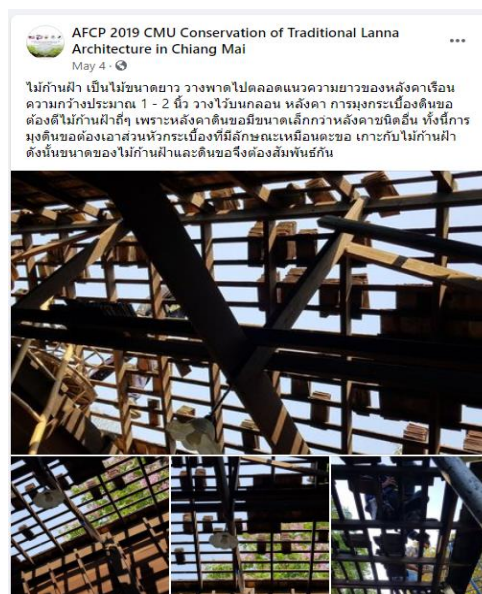 AFCP 2019 CMU Conservation of Traditional Lanna
Architecture in Chiang Mai
May 4 ·
ไม้ก้านฝ้า เป็นไม้ขนาดยาว วางพาดไปตลอดแนวความยาวของหลังคาเรือน
ความกว้างประมาณ 1 - 2 นิ้ว วางไว้บนกลอน หลังคา การมุงกระเบื้องดินขอ
ต้องตีไม้ก้านฝ้าถี่ๆ เพราะหลังคาดินขอมีขนาดเล็กกว่าหลังคาชนิดอื่น ทั้งนี้การ
มุงดินขอต้องเอาส่วนหัวกระเบื้องที่มีลักษณะเหมือนตะขอ เกาะกับไม้ก้านฝ้า
ดังนั้นขนาดของไม้ก้านฝ้าและดินขอจึงต้องสัมพันธ์กัน